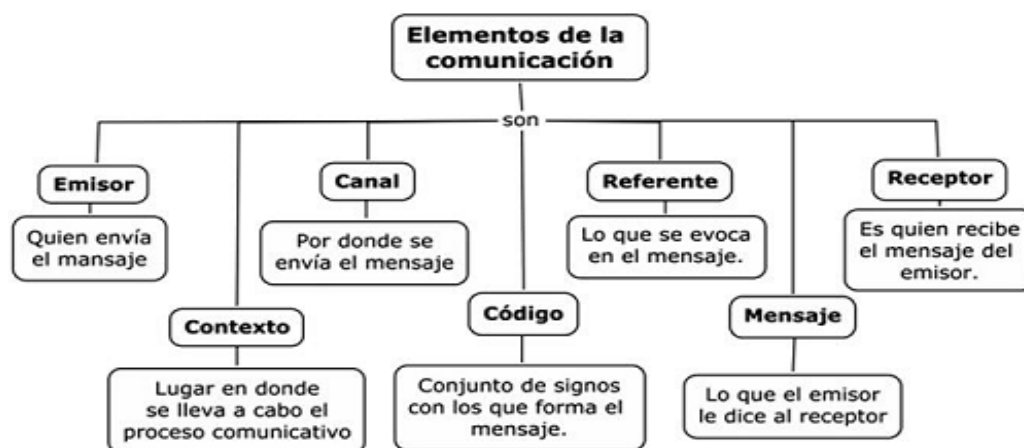 Elementos de la
comunicación
son
Emisor
Quien envía
el mansaje
Canal
Por donde se
envía el mensaje
Referente
Lo que se evoca
en el mensaje.
Receptor
Es quien recibe
el mensaje del
emisor.
Contexto
Lugar en donde
se lleva a cabo el
proceso comunicativo
Código
Conjunto de signos
con los que forma el
mensaje.
Mensaje
Lo que el emisor
le dice al receptor